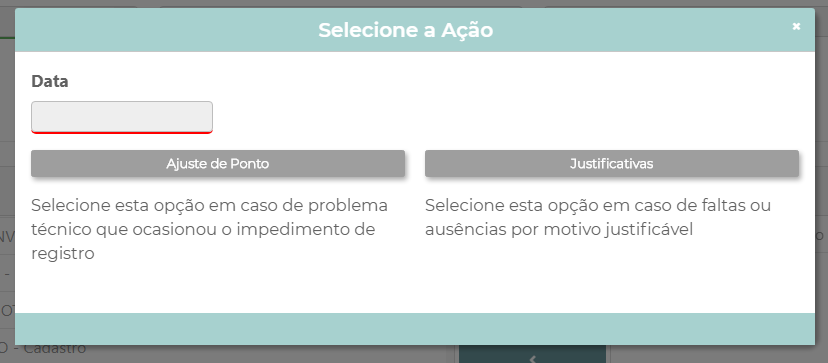 Selecione a Ação
×
Data
Ajuste de Ponto
Justificativas
Selecione esta opção em caso de problema
técnico que ocasionou o impedimento de
registro
Selecione esta opção em caso de faltas ou
ausências por motivo justificável
- Cadastro